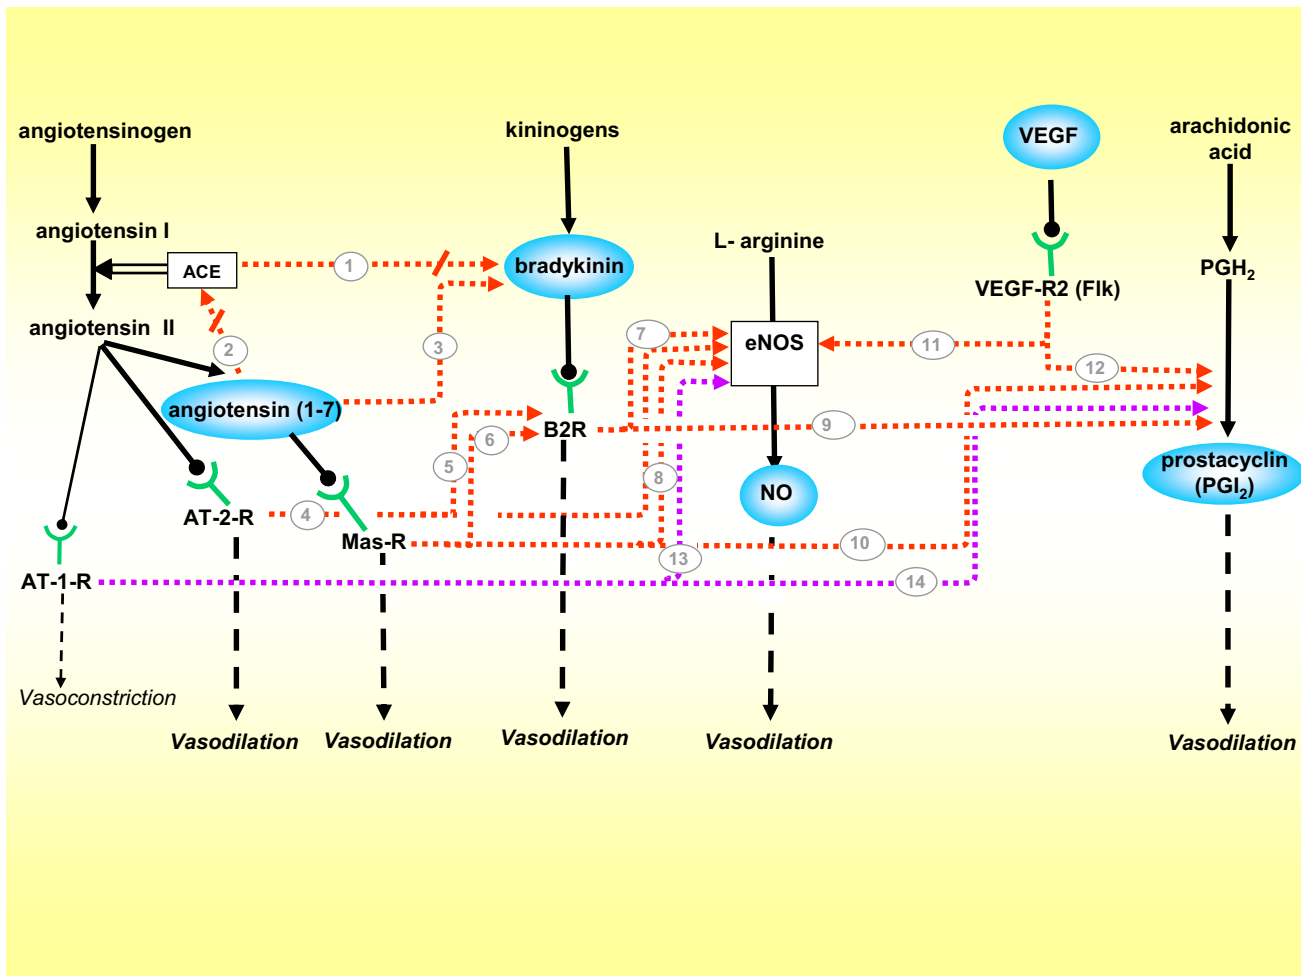 angiotensinogen
kininogens
VEGF
arachidonic
acid
angiotensin I
L- arginine
ACE
1
bradykinin
PGH₂
VEGF-R2 (Flk)
angiotensin  II
2
3
7
eNOS
11
12
angiotensin (1-7)
B2R
6
9
5
8
prostacyclin
(PGI₂)
NO
AT-2-R
4
Mas-R
10
13
AT-1-R
14
Vasoconstriction
Vasodilation
Vasodilation
Vasodilation
Vasodilation
Vasodilation